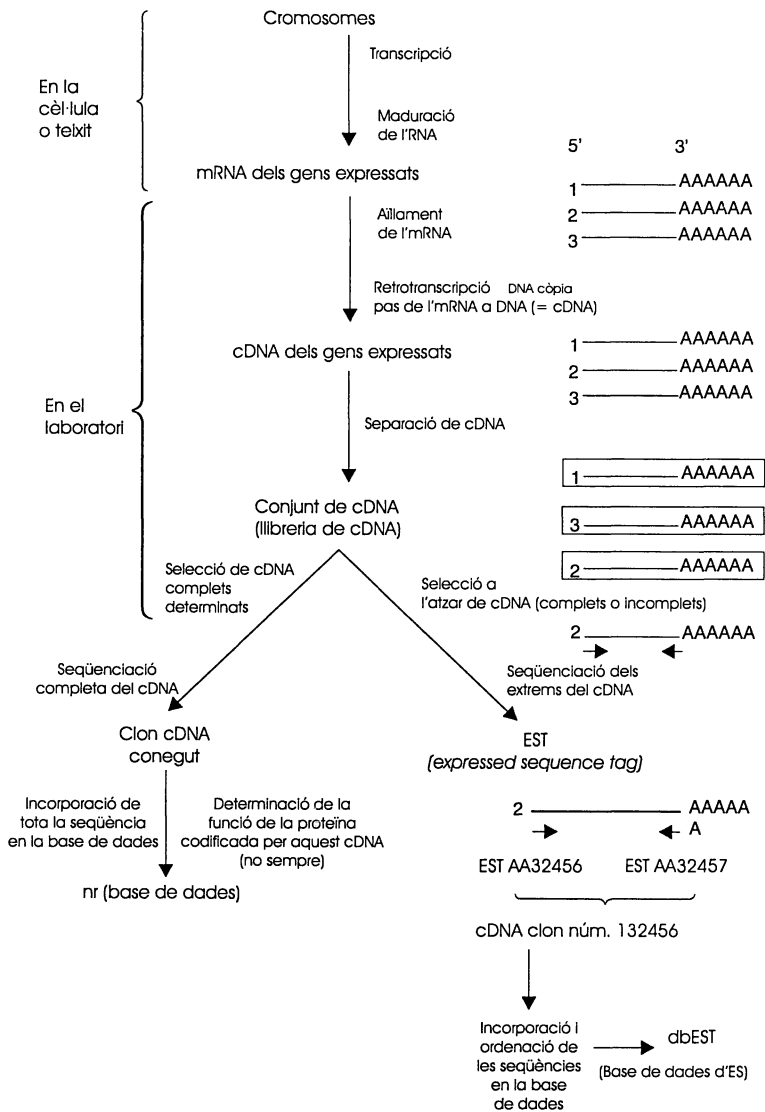 Cromosomes
Transcripció
En la
cèl·lula
o teixit
Maduració
de l'RNA
5' 3'
mRNA dels gens expressats
1 AAAAAA
2 AAAAAA
3 AAAAAA
Aïllament
de l'mRNA
Retrotranscripció DNA còpia
pas de l'mRNA a DNA (= cDNA)
cDNA dels gens expressats
1 AAAAAA
2 AAAAAA
3 AAAAAA
En el
laboratori
Separació de cDNA
Conjunt de cDNA
(llibreria de cDNA)
1 AAAAAA
3 AAAAAA
2 AAAAAA
Selecció de cDNA
complets
determinats
Selecció a
l'atzar de cDNA (complets o incomplets)
2 AAAAAA
Seqüenciació
completa del cDNA
Seqüenciació dels
extrems del cDNA
Clon cDNA
conegut
EST
(expressed sequence tag)
Incorporació de
tota la seqüència
en la base de dades
Determinació de la
funció de la proteïna
codificada per aquest cDNA
(no sempre)
nr (base de dades)
2 AAAAA
A
EST AA32456 EST AA32457
cDNA clon núm. 132456
Incorporació i
ordenació de
les seqüències
en la base
de dades
dbEST
(Base de dades d'ES)